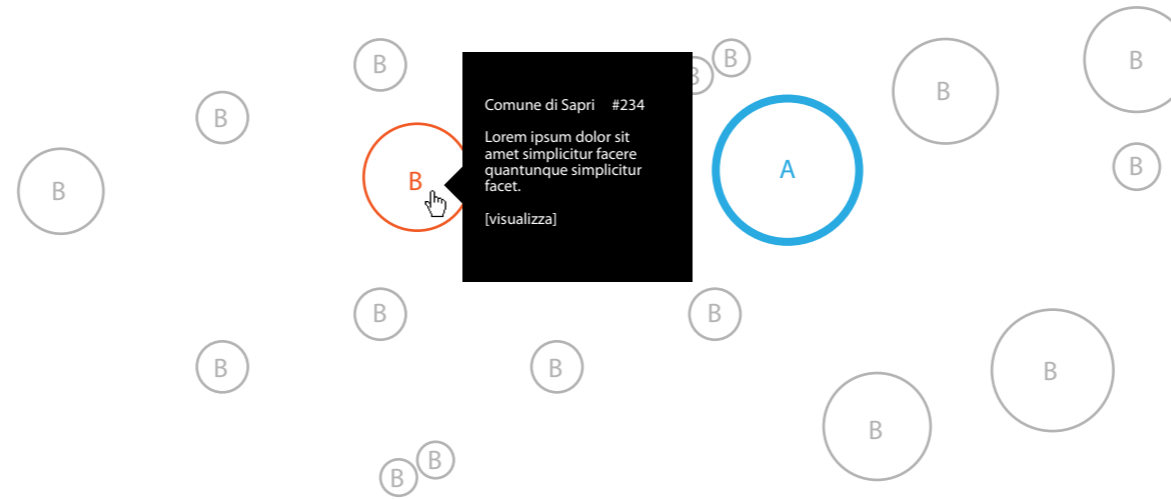 B
B
B
B
B
B
B
B
B
B
A
B
Comune di Sapri #234
Lorem ipsum dolor sit
amet simplicitur facere
quantunque simplicitur
facet.
[visualizza]
B
B
B
B
B
B
B
B